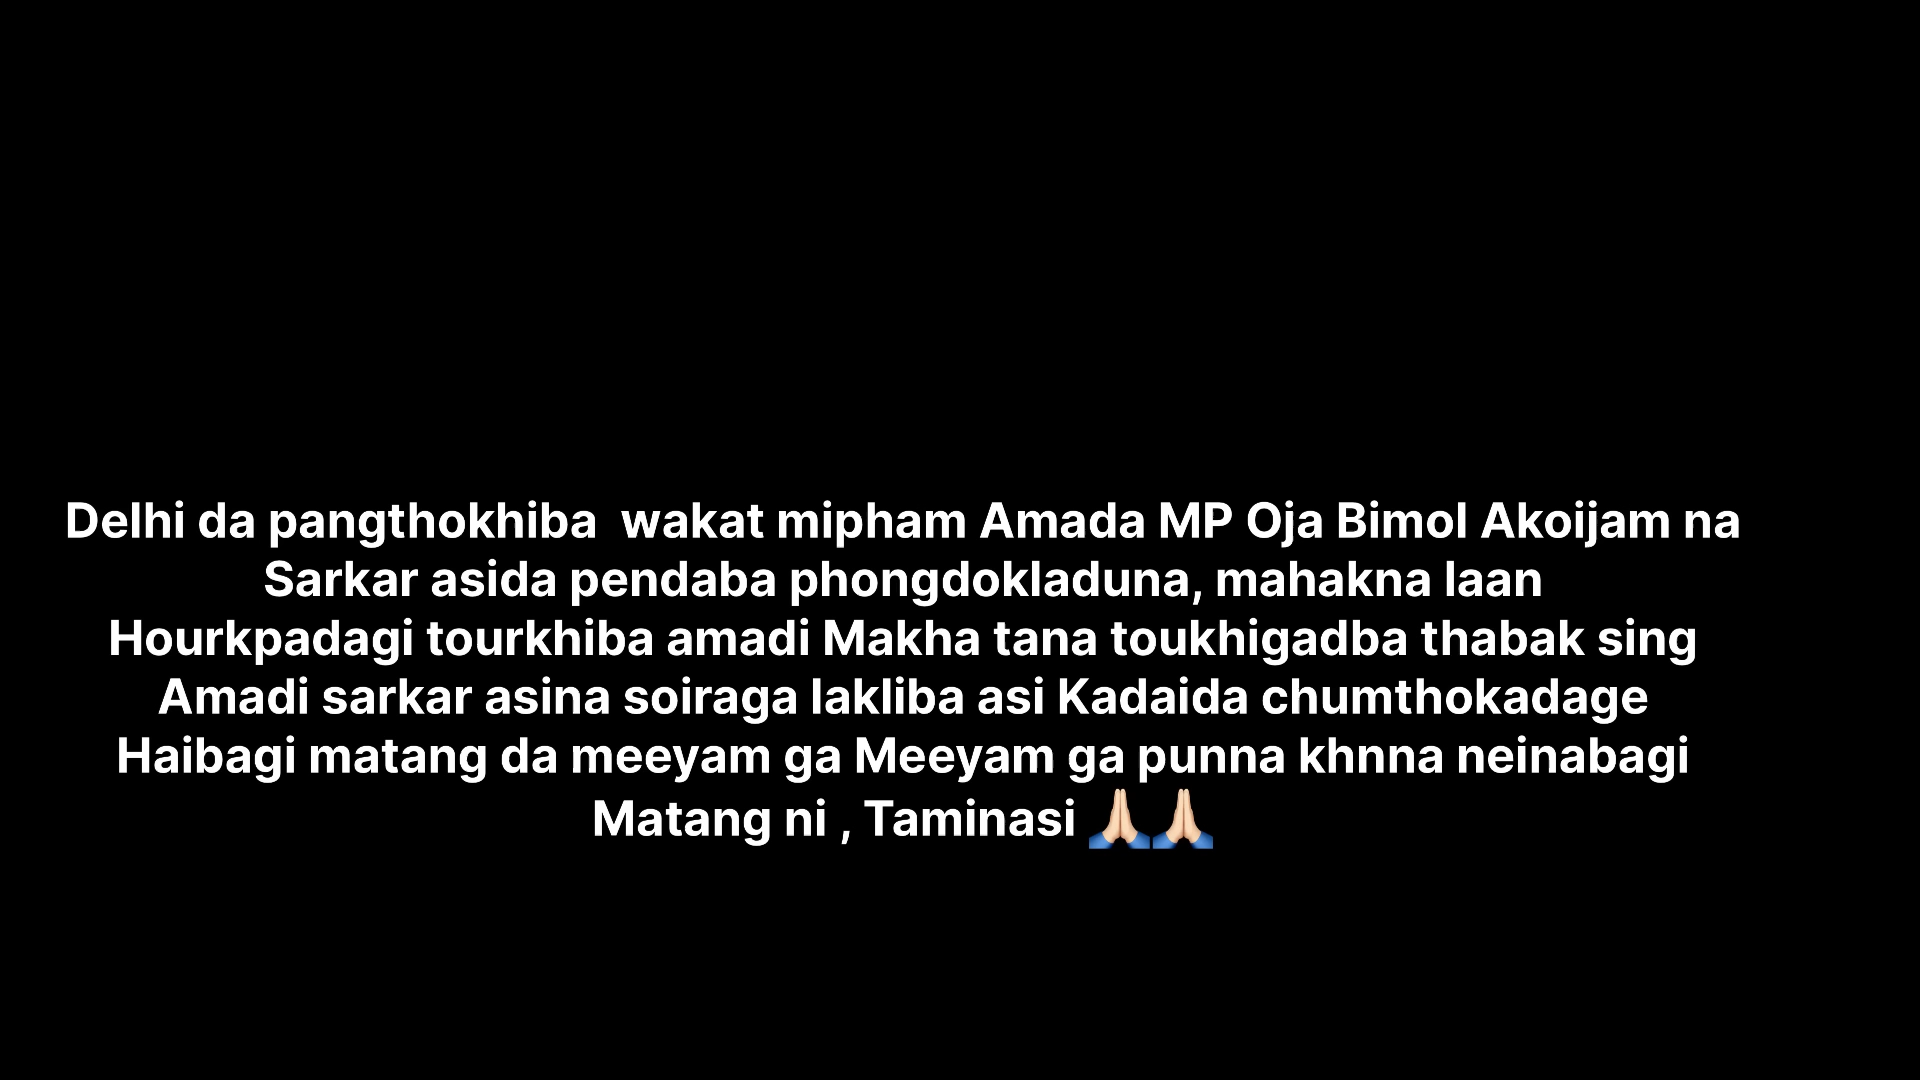 Delhi da pangthokhiba  wakat mipham Amada MP Oja Bimol Akoijam na
Sarkar asida pendaba phongdokladuna, mahakna laan
Hourkpadagi tourkhiba amadi Makha tana toukhigadba thabak sing
Amadi sarkar asina soiraga lakliba asi Kadaida chumthokadage
Haibagi matang da meeyam ga Meeyam ga punna khnna neinabagi
Matang ni , Taminasi 🙏🏻🙏🏻